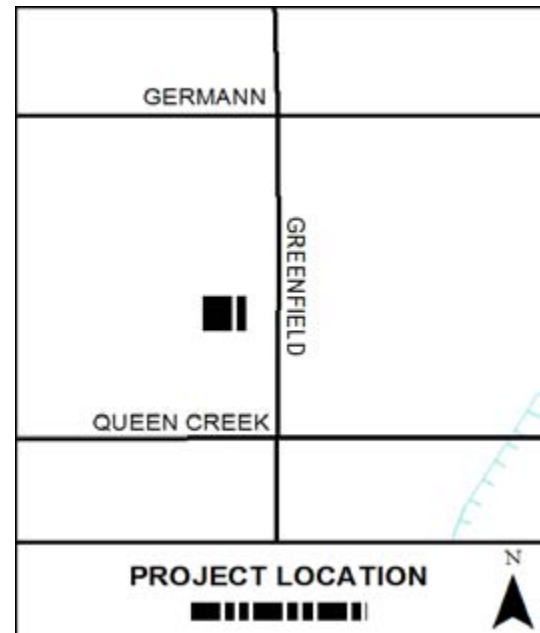 GERMANN
GREENFIELD
QUEEN CREEK
PROJECT LOCATION
N